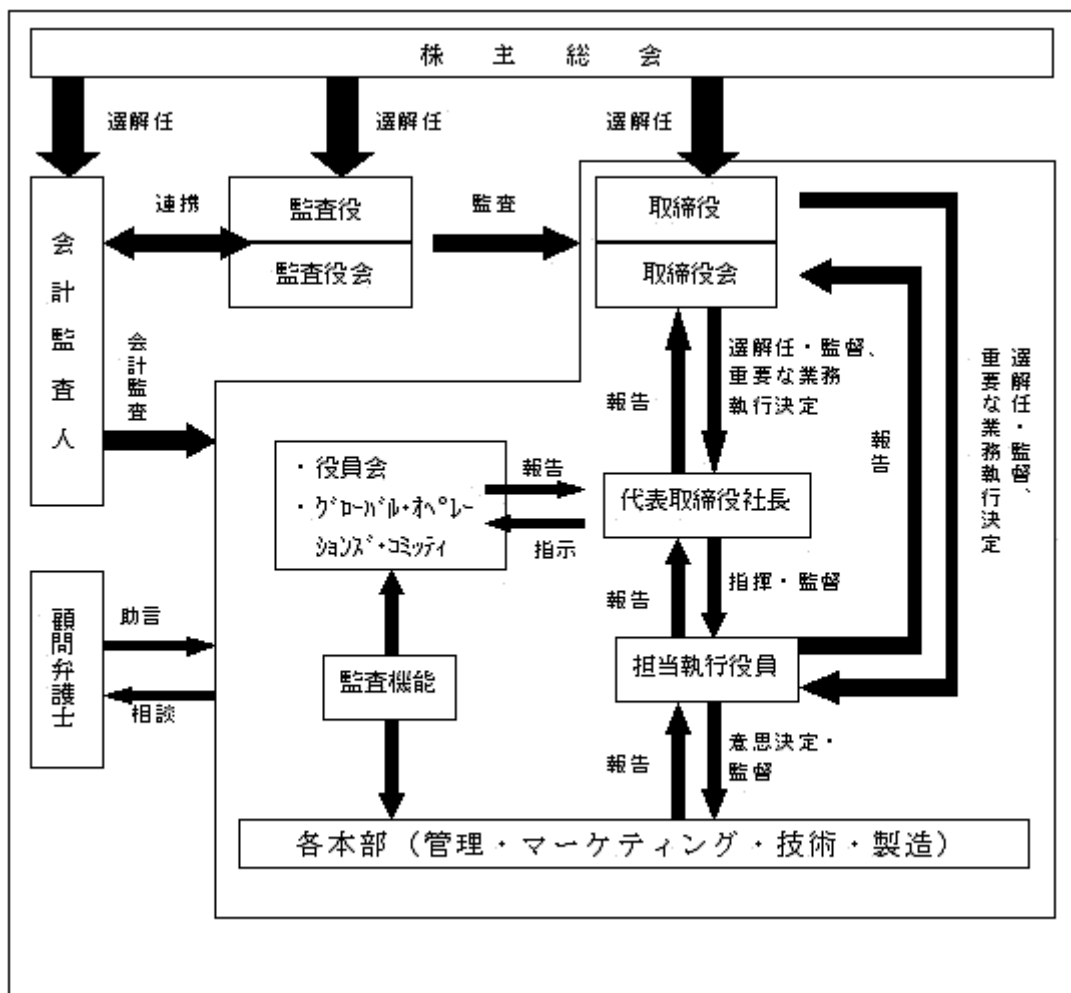 株主総会
選解任
選解任
選解任
会計監査人
連携
監査役
監査役会
監査
取締役
取締役会
会計監査
報告
選解任・監督、
重要な業務
執行決定
報告
選解任・監督、
重要な業務執行決定
・役員会
・グローバル・オペレー
ションズ・コミッティ
報告
指示
代表取締役社長
報告
指揮・監督
顧問弁護士
助言
相談
監査機能
担当執行役員
報告
意思決定・
監督
各本部（管理・マーケティング・技術・製造）